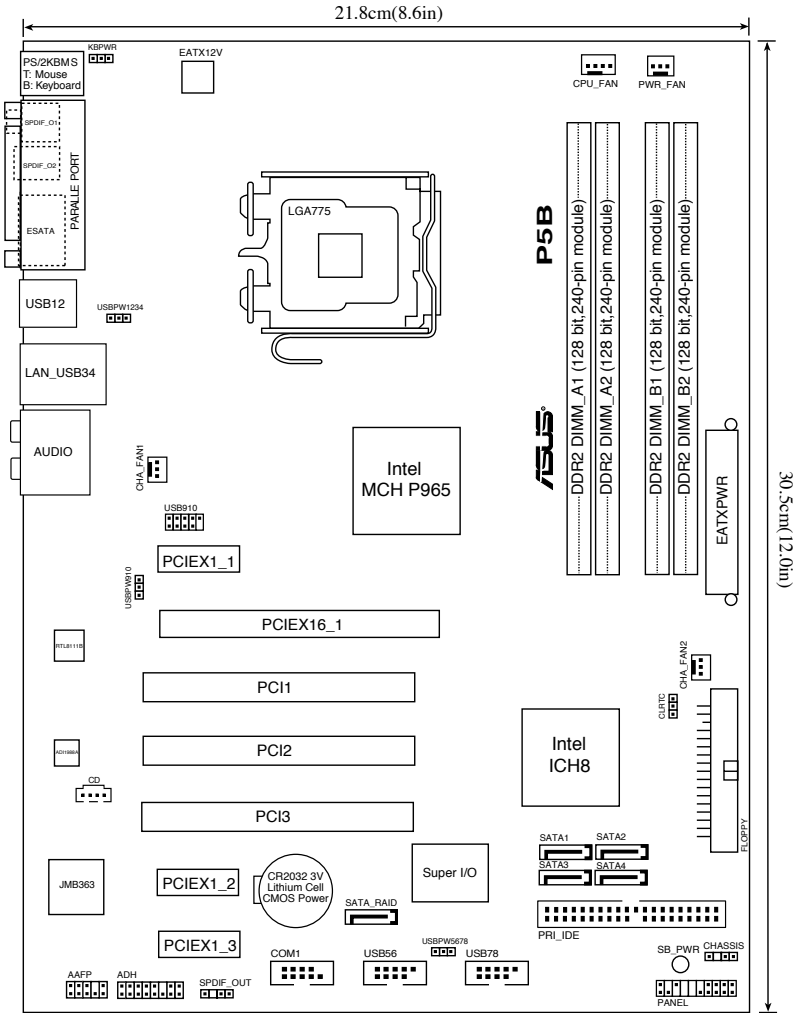 21.8cm(8.6in)
KBPWR
EATX12V
PS/2KBMS
T: Mouse
B: Keyboard
CPU_FAN
PWR_FAN
SPDIF_O1
SPDIF_O2
ESATA
PARALLE PORT
LGA775
P5B
DDR2 DIMM_A1 (128 bit,240-pin module)
DDR2 DIMM_A2 (128 bit,240-pin module)
DDR2 DIMM_B1 (128 bit,240-pin module)
DDR2 DIMM_B2 (128 bit,240-pin module)
USB12
USBPW1234
LAN_USB34
AUDIO
CHA_FAN1
Intel
MCH P965
ASUS
EATXPWR
30.5cm(12.0in)
USB910
PCIEX1_1
USBPW910
PCIEX16_1
RTL8111B
PCI1
CHA_FAN2
CLRTC
PCI2
Intel
ICH8
CD
PCI3
FLOPPY
SATA1
SATA2
SATA3
SATA4
JMB363
PCIEX1_2
CR2032 3V
Lithium Cell
CMOS Power
Super I/O
SATA_RAID
PRI_IDE
PCIEX1_3
COM1
USB56
USBPW5678
USB78
SB_PWR
CHASSIS
AAFP
ADH
SPDIF_OUT
PANEL